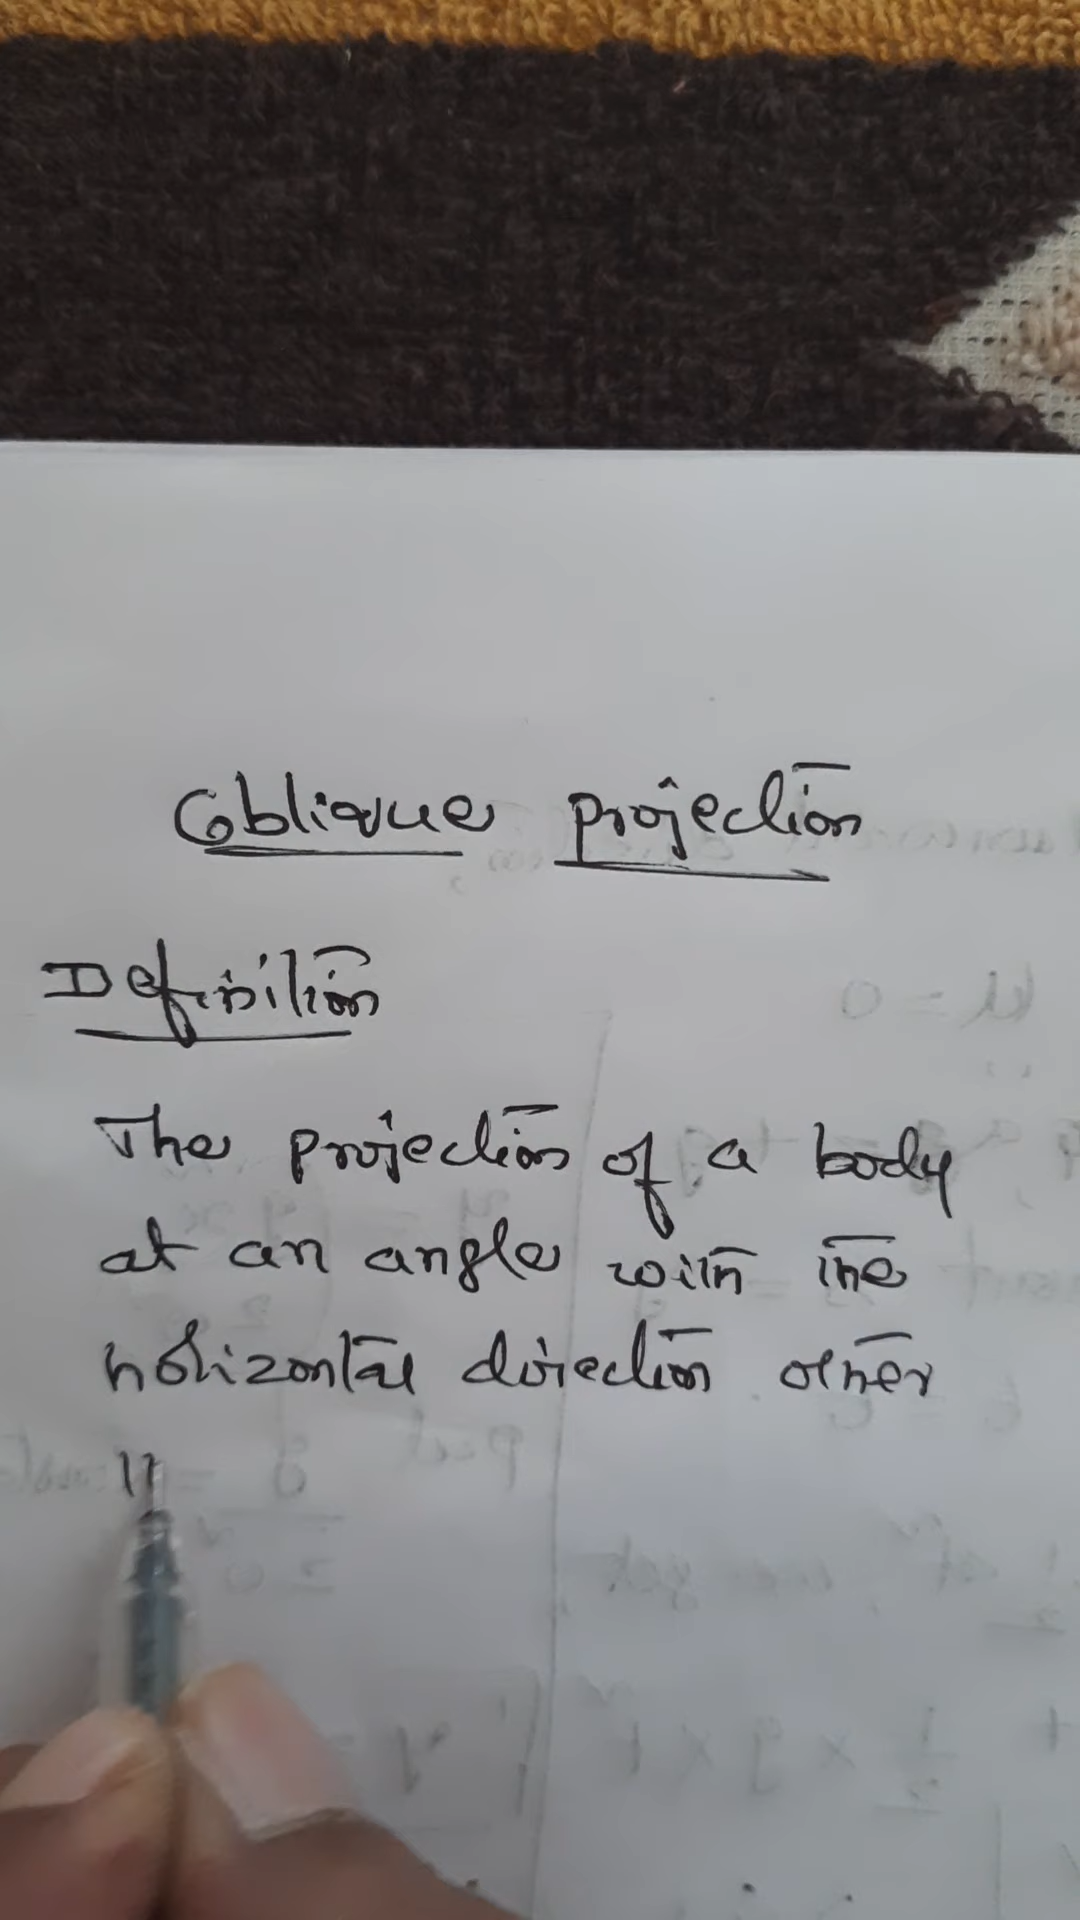 Oblique projection
Definition
The projection of a body
at an angle with the
horizontal direction other